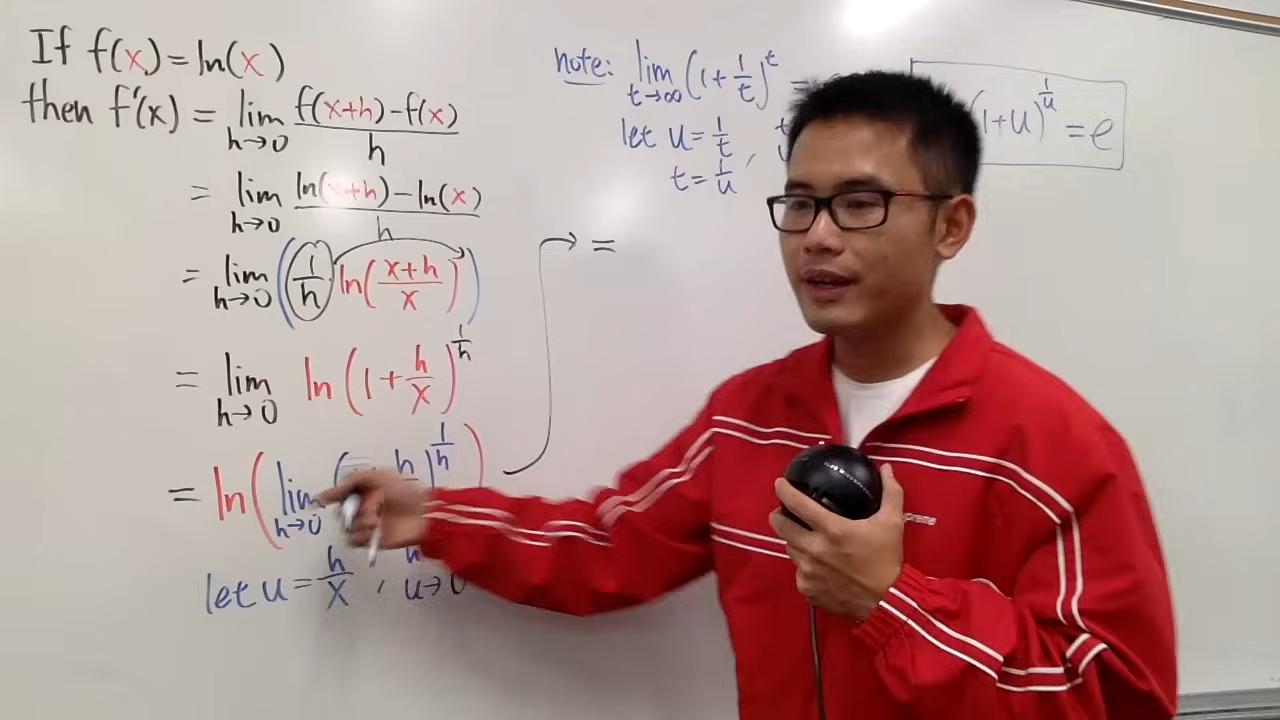 If f(x) = ln(x)
then f'(x) = lim h→0 (f(x+h) – f(x))/h
= lim h→0 (ln(x+h) – ln(x))/h
= lim h→0 (1/h ln((x+h)/x))
= lim h→0 ln(1 + h/x)^(1/h)
= ln(lim h→0 ( h )^(1/h)) → =
let u = h/x , h u→0
note: lim t→∞ (1 + 1/t)^t =
let u = 1/t ,
t = 1/u
(1+u)^(1/u) = e